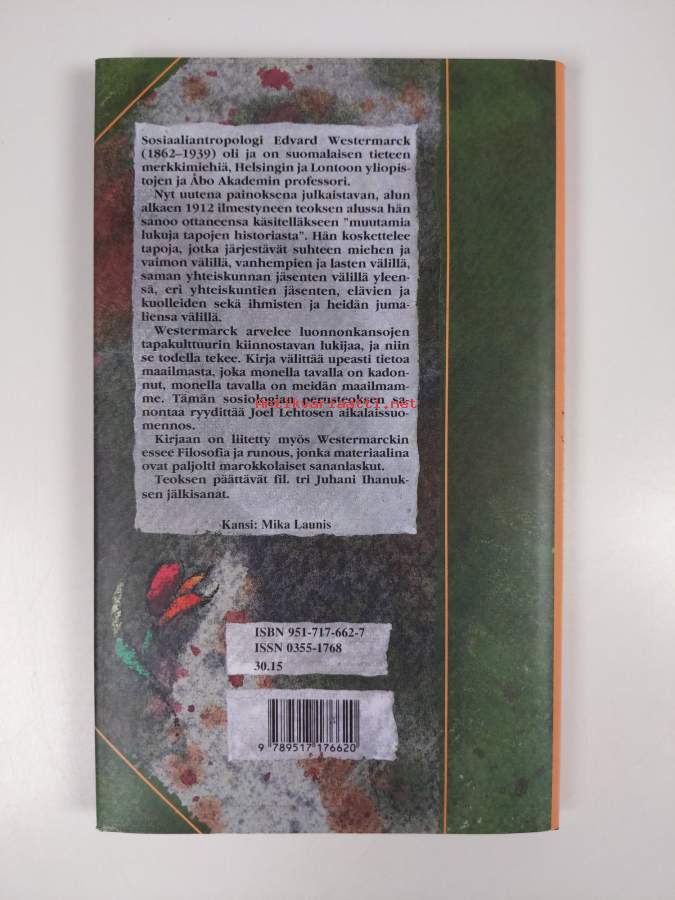 Sosiaaliantropologi Edvard Westermarck
(1862–1939) oli ja on suomalaisen tieteen
merkkimiehiä, Helsingin ja Lontoon yliopis-
tojen ja Åbo Akademin professori.
Nyt uutena painoksena julkaistavan, alun
alkaen 1912 ilmestyneen teoksen alussa hän
sanoo ottaneensa käsitelläkseen "muutamia
lukuja tapojen historiasta". Hän koskettelee
tapoja, jotka järjestävät suhteen miehen ja
vaimon välillä, vanhempien ja lasten välillä,
saman yhteiskunnan jäsenten välillä yleen-
sä, eri yhteiskuntien jäsenten, elävien ja
kuolleiden sekä ihmisten ja heidän juma-
liensa välillä.
Westermarck arvelee luonnonkansojen
tapakulttuurin kiinnostavan lukijaa, ja niin
se todella tekee. Kirja välittää upeasti tietoa
maailmasta, joka monella tavalla on kadon-
nut, monella tavalla on meidän maailmam-
me. Tämän sosiologian perusteoksen sa-
antikvariaatti.net
nontaa ryydittää Joel Lehtosen aikalaissuo-
mennos.
Kirjaan on liitetty myös Westermarckin
essee Filosofia ja runous, jonka materiaalina
ovat paljolti marokkolaiset sananlaskut.
Teoksen päättävät fil. tri Juhani Ihanuk-
sen jälkisanat.
Kansi: Mika Launis
ISBN 951-717-662-7
ISSN 0355-1768
30.15
9 789517 176620